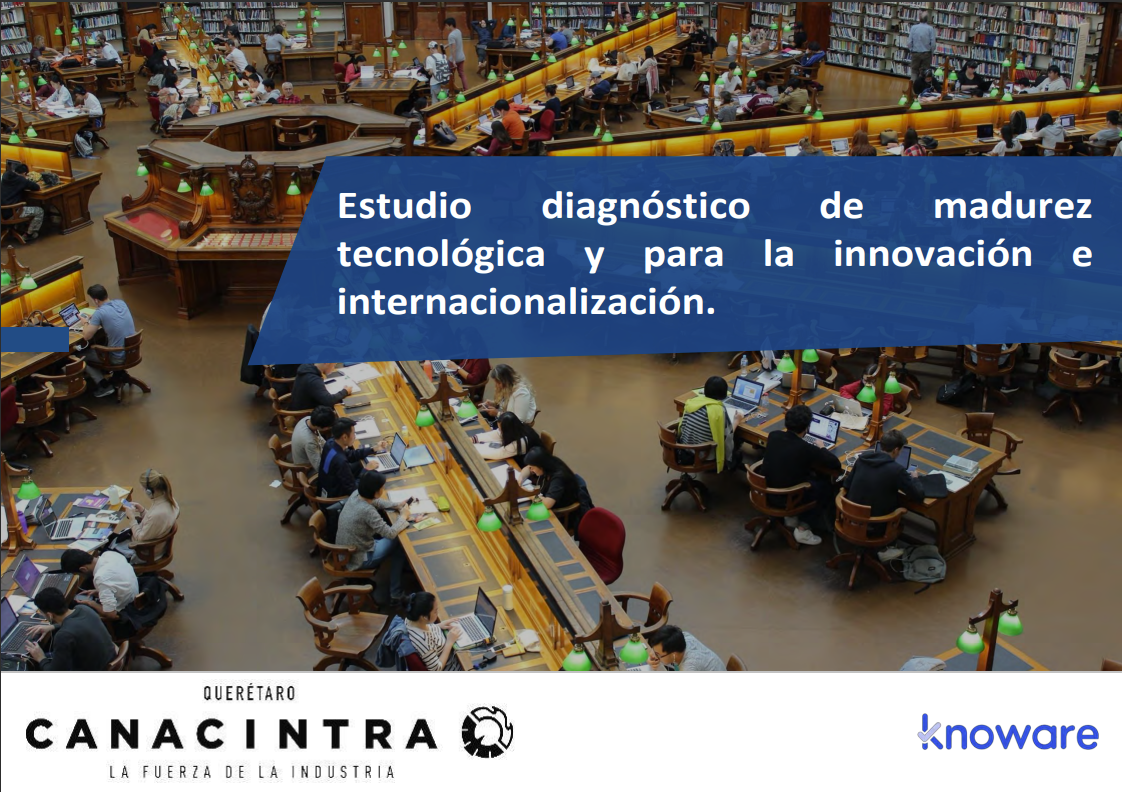 Estudio diagnóstico de madurez
tecnológica y para la innovación e
internacionalización.
QUERÉTARO
CANACINTRA
LA FUERZA DE LA INDUSTRIA
knoware